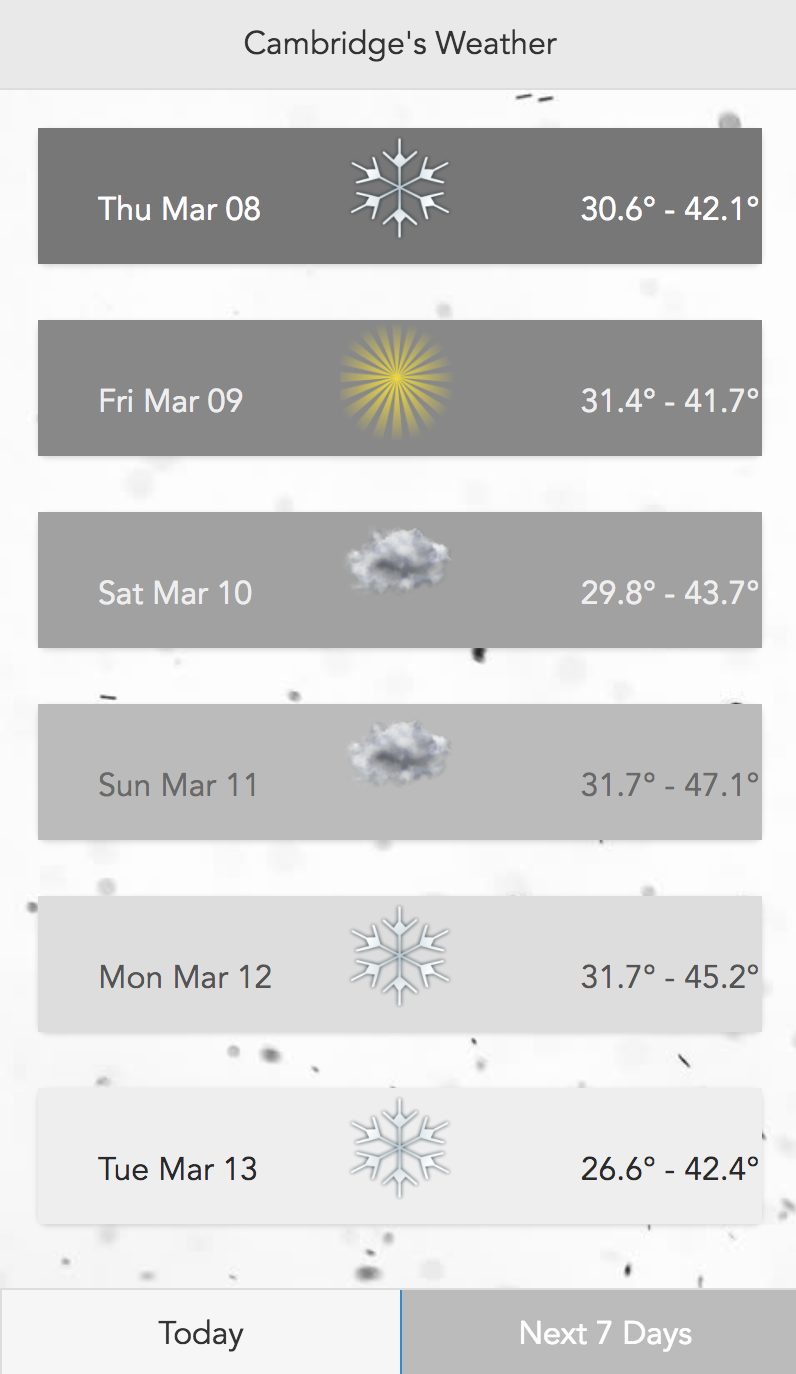 Cambridge's Weather
Thu Mar 08 30.6° - 42.1°
Fri Mar 09 31.4° - 41.7°
Sat Mar 10 29.8° - 43.7°
Sun Mar 11 31.7° - 47.1°
Mon Mar 12 31.7° - 45.2°
Tue Mar 13 26.6° - 42.4°
Today Next 7 Days